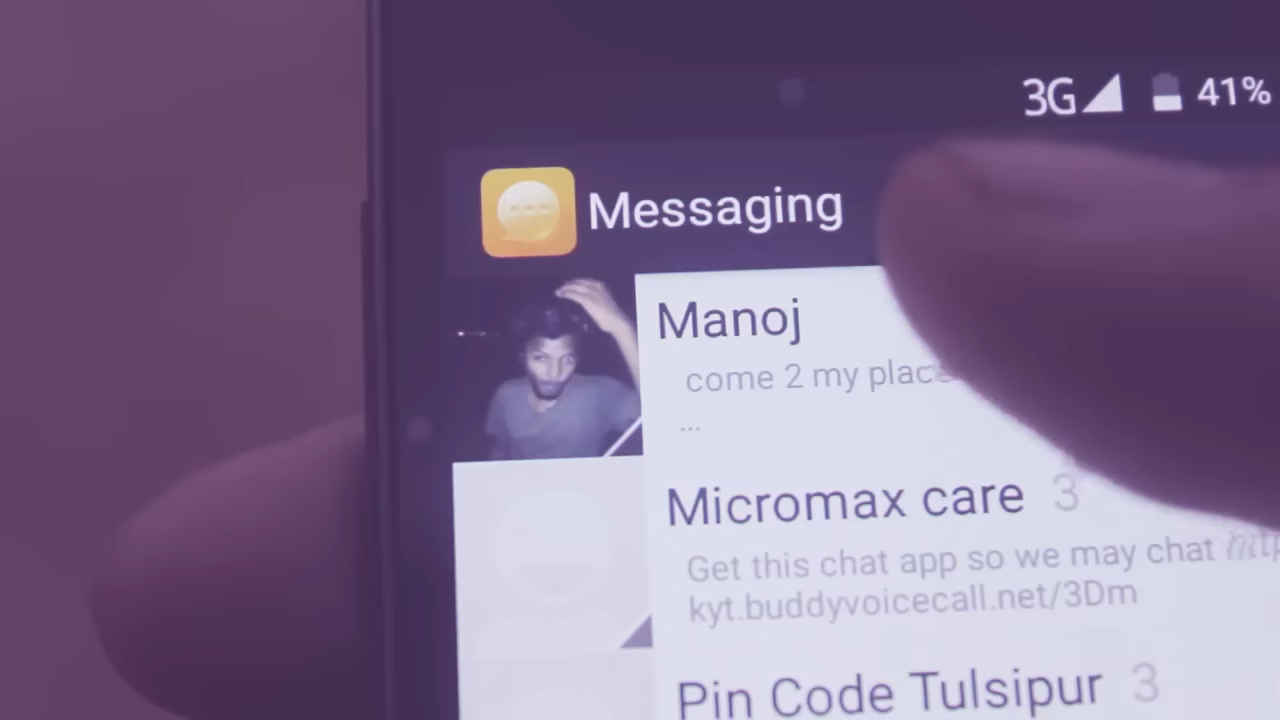 3G 41%
Messaging
Manoj
come 2 my place
...
Micromax care 3
Get this chat app so we may chat
kyt.buddyvoicecall.net/3Dm
Pin Code Tulsipur 3